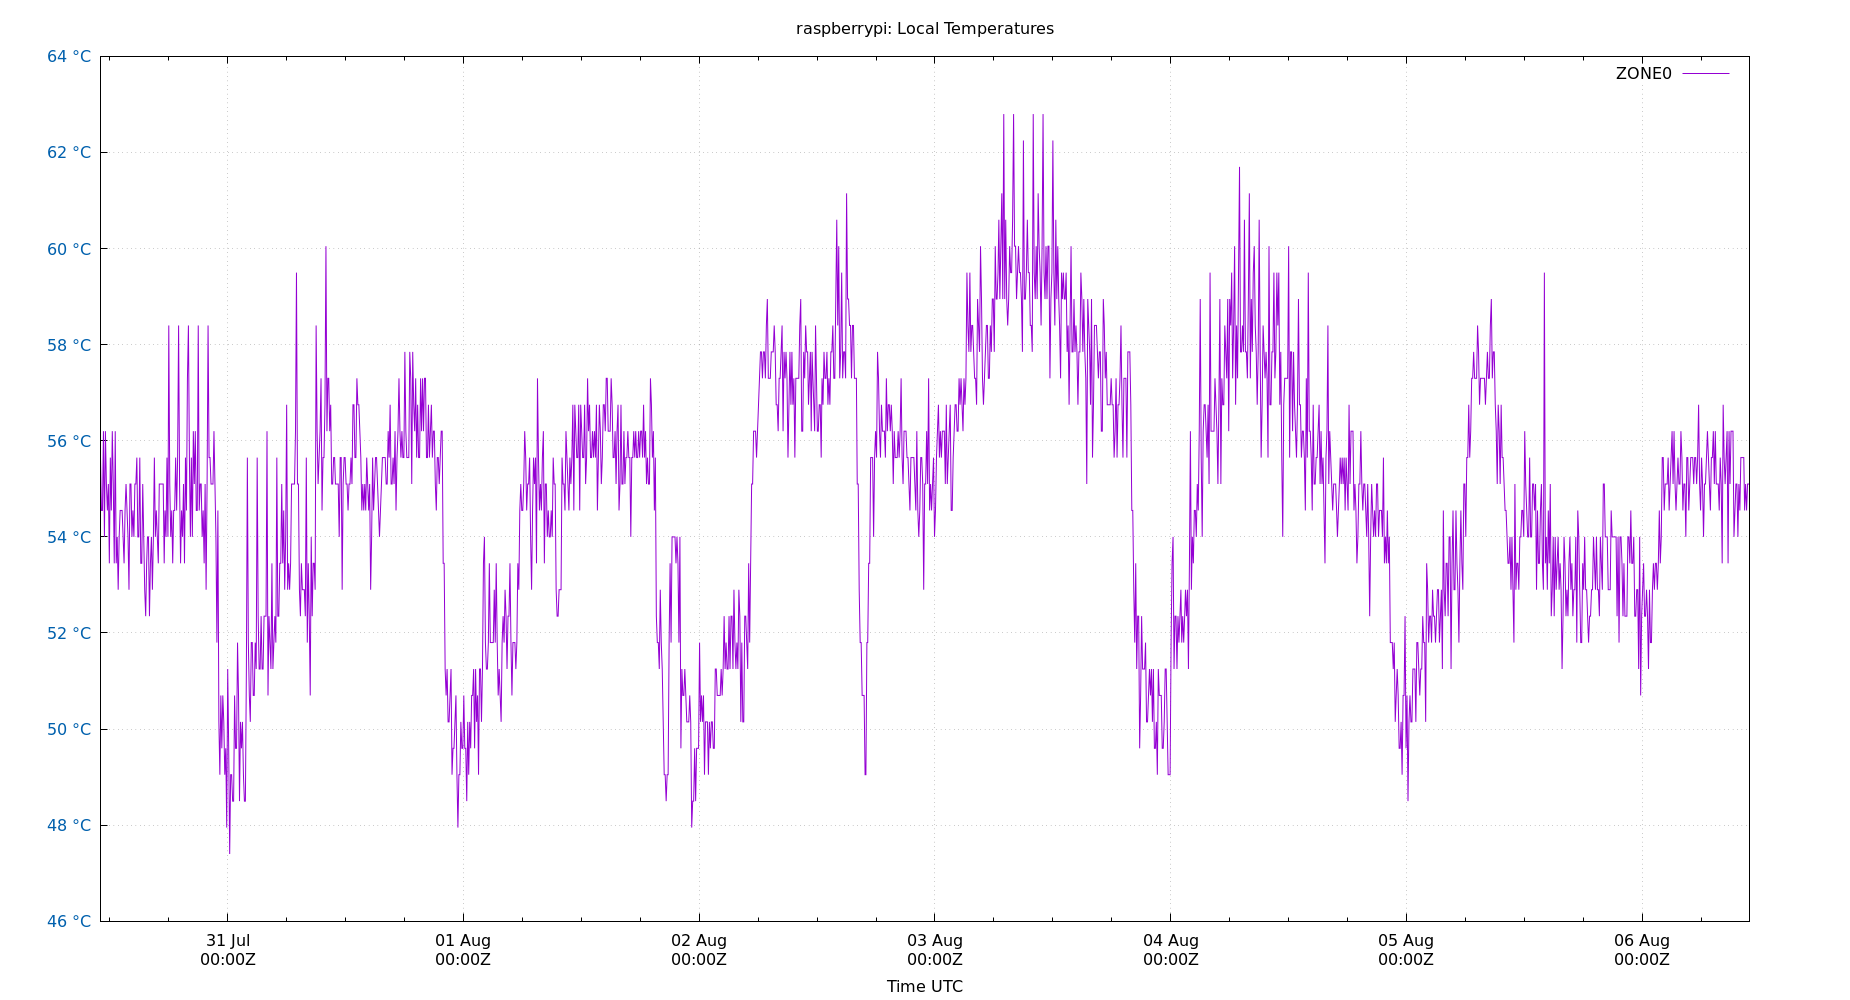 raspberrypi: Local Temperatures
64 °C
ZONE0
62 °C
60 °C
58 °C
56 °C
54 °C
52 °C
50 °C
48 °C
46 °C
31 Jul 01 Aug 02 Aug 03 Aug 04 Aug 05 Aug 06 Aug
00:00Z 00:00Z 00:00Z 00:00Z 00:00Z 00:00Z 00:00Z
Time UTC